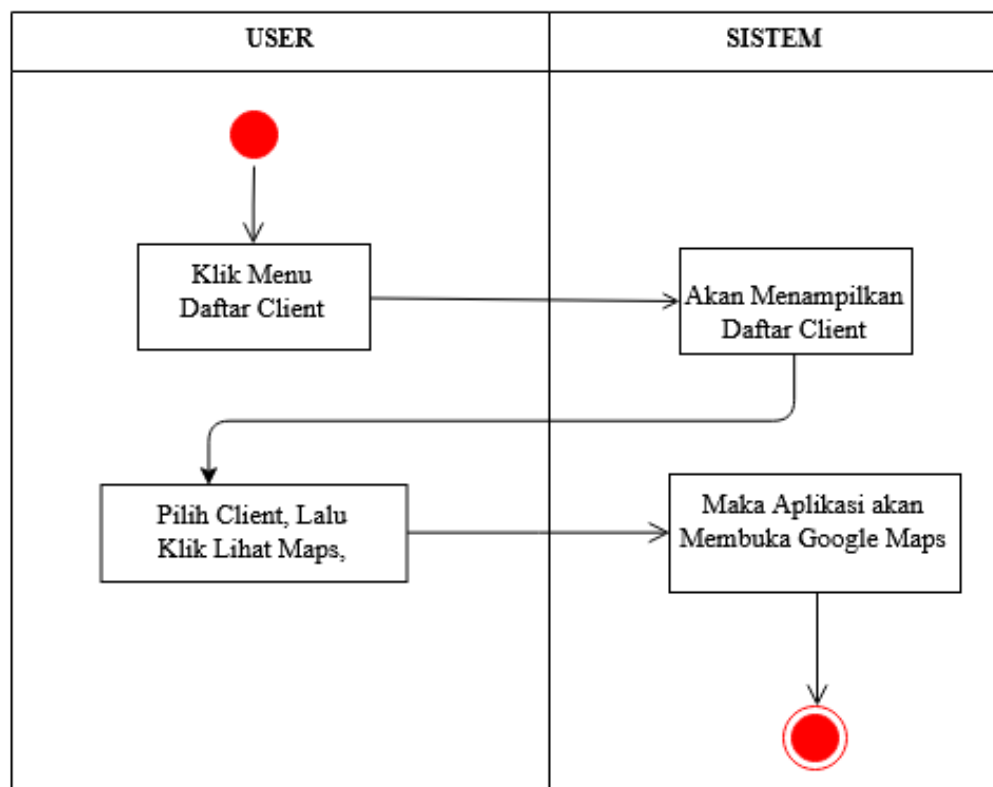 USER
SISTEM
Klik Menu
Daftar Client
Akan Menampilkan
Daftar Client
Pilih Client, Lalu
Klik Lihat Maps,
Maka Aplikasi akan
Membuka Google Maps